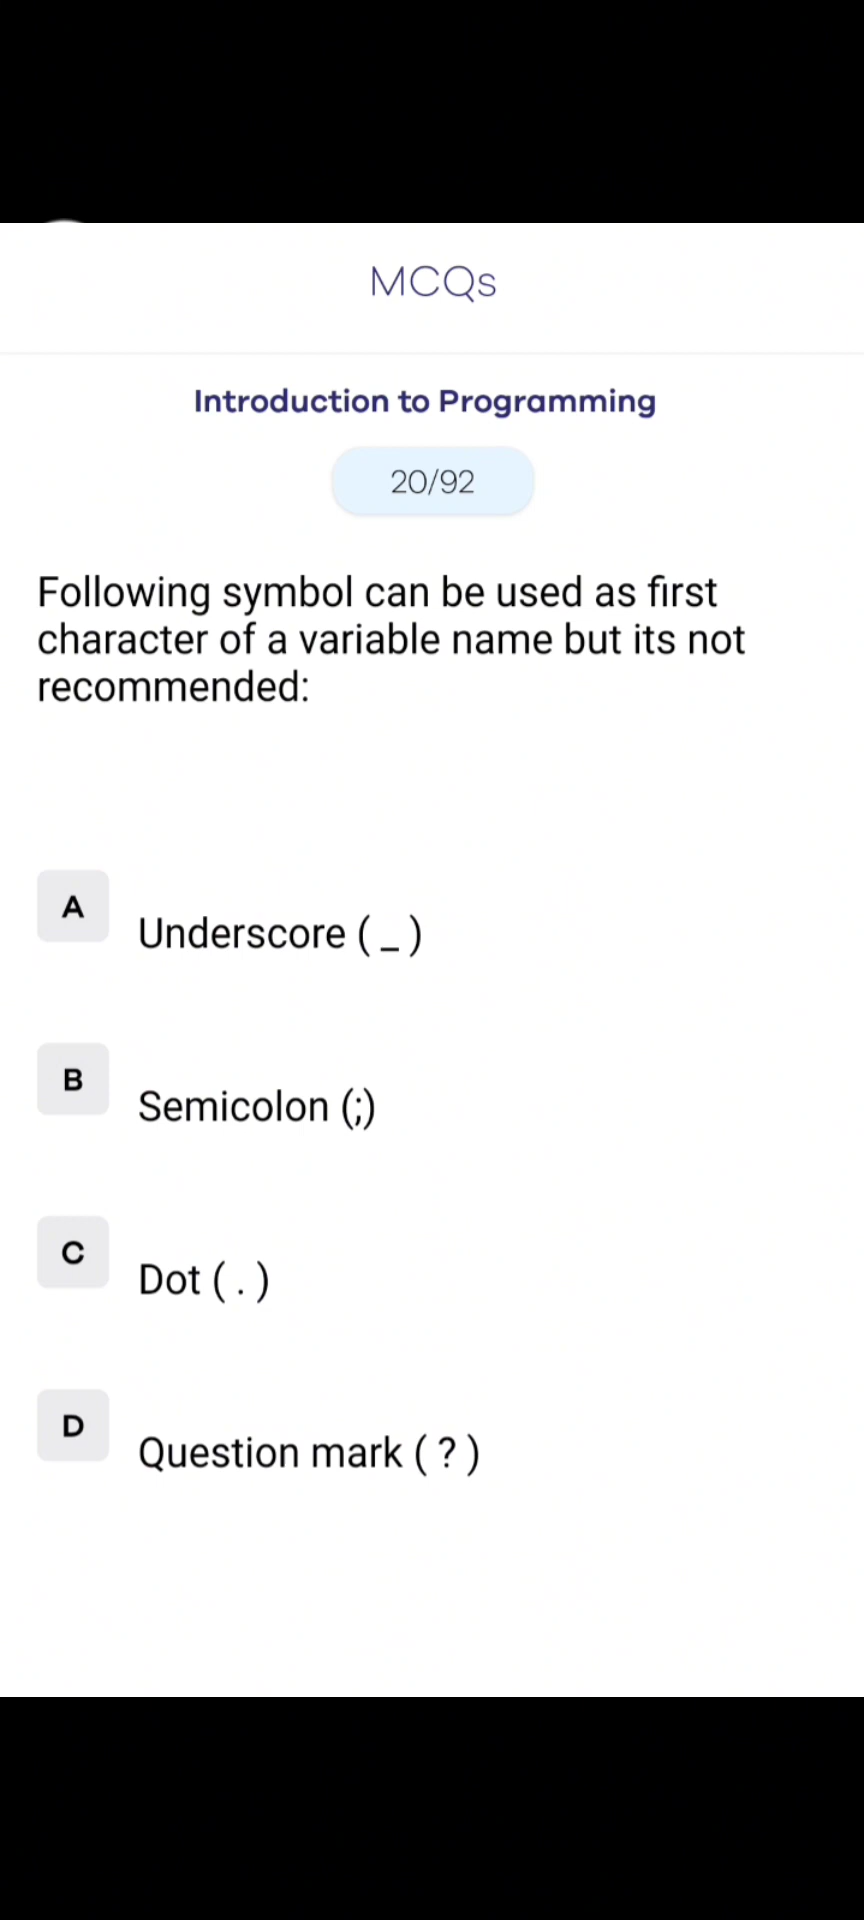 MCQs
Introduction to Programming
20/92
Following symbol can be used as first
character of a variable name but its not
recommended:
A
Underscore ( _ )
B
Semicolon (;)
C
Dot ( . )
D
Question mark ( ? )